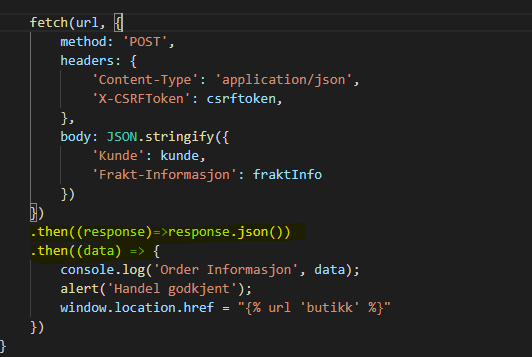 fetch(url, {
method: 'POST',
headers: {
'Content-Type': 'application/json',
'X-CSRFToken': csrftoken,
},
body: JSON.stringify({
'Kunde': kunde,
'Frakt-Informasjon': fraktInfo
})
})
.then((response)=>response.json())
.then((data) => {
console.log('Order Informasjon', data);
alert('Handel godkjent');
window.location.href = "{% url 'butikk' %}"
})
}